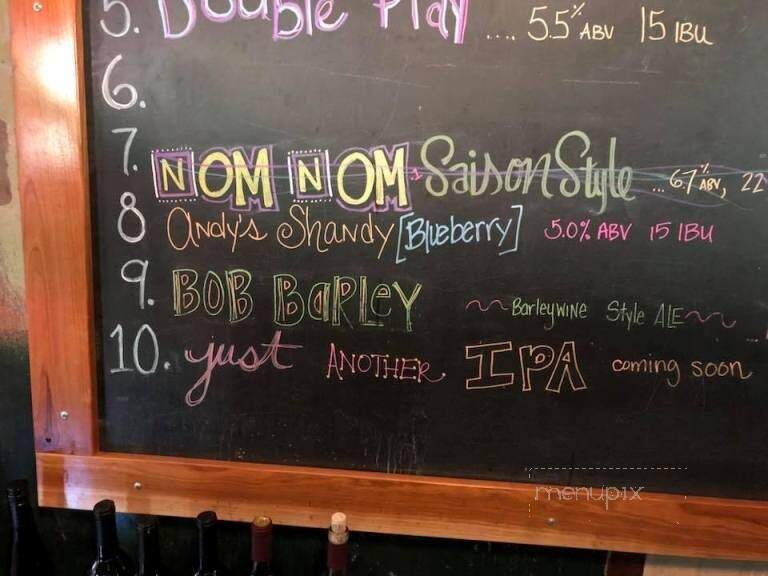 5. Double Play .... 5.5% ABV 15 IBU
6.
7. NOM NOM Saison Style ... 6.7% ABV, 22
8 Andy's Shandy [Blueberry] 5.0% ABV 15 IBU
9. BOB BARLEY Barleywine Style ALE ...
10. just ANOTHER IPA coming soon
menupix